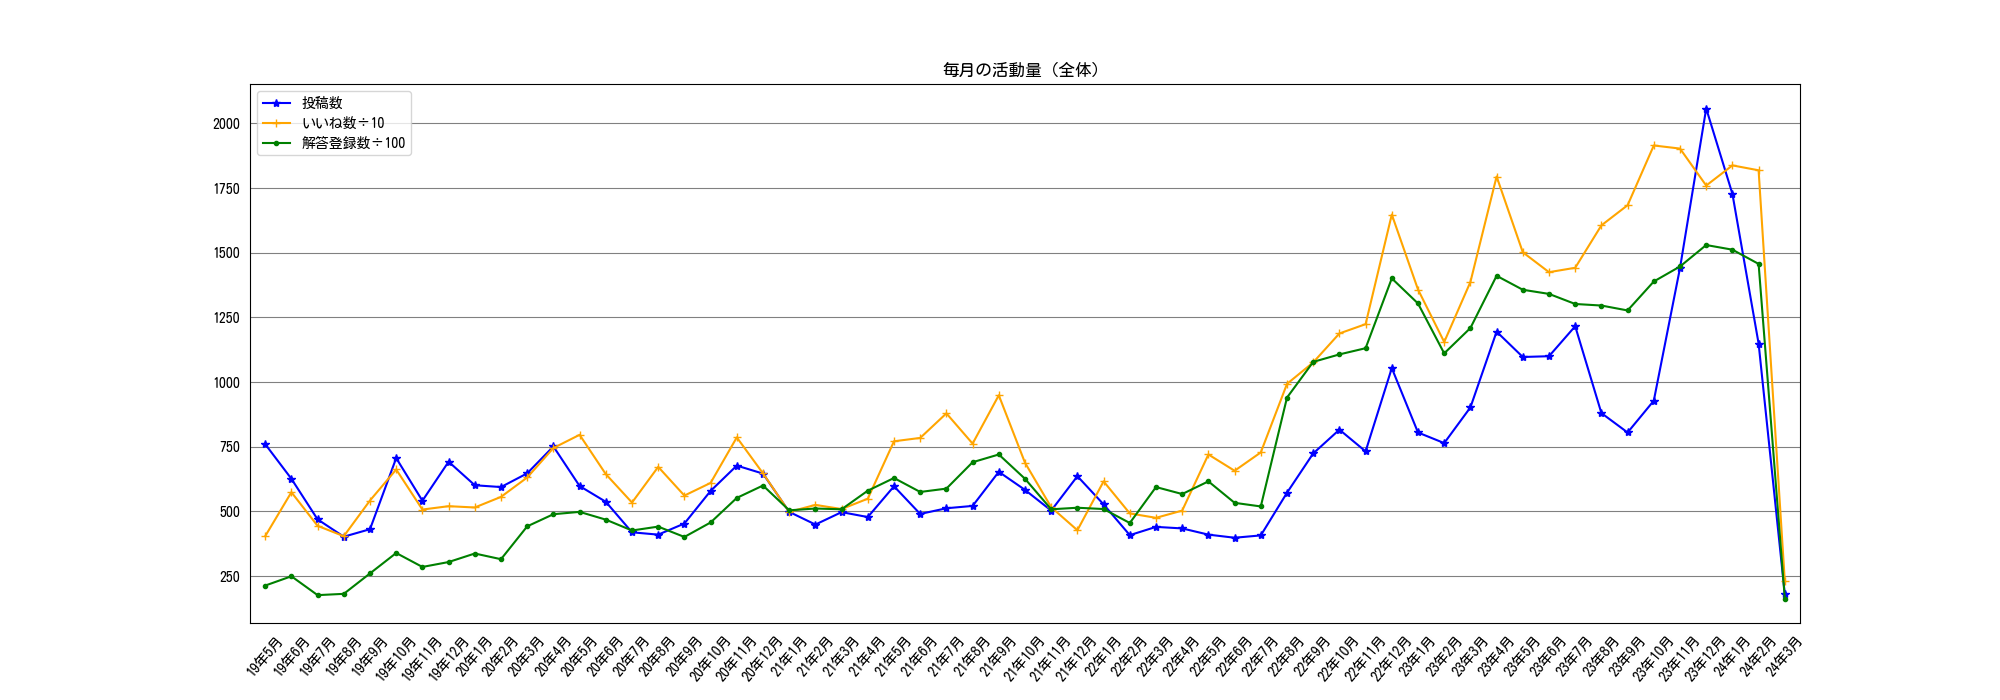 毎月の活動量（全体）
投稿数
いいね数÷10
解答登録数÷100
2000
1750
1500
1250
1000
750
500
250
19年5月
19年6月
19年7月
19年8月
19年9月
19年10月
19年11月
19年12月
20年1月
20年2月
20年3月
20年4月
20年5月
20年6月
20年7月
20年8月
20年9月
20年10月
20年11月
20年12月
21年1月
21年2月
21年3月
21年4月
21年5月
21年6月
21年7月
21年8月
21年9月
21年10月
21年11月
21年12月
22年1月
22年2月
22年3月
22年4月
22年5月
22年6月
22年7月
22年8月
22年9月
22年10月
22年11月
22年12月
23年1月
23年2月
23年3月
23年4月
23年5月
23年6月
23年7月
23年8月
23年9月
23年10月
23年11月
23年12月
24年1月
24年2月
24年3月